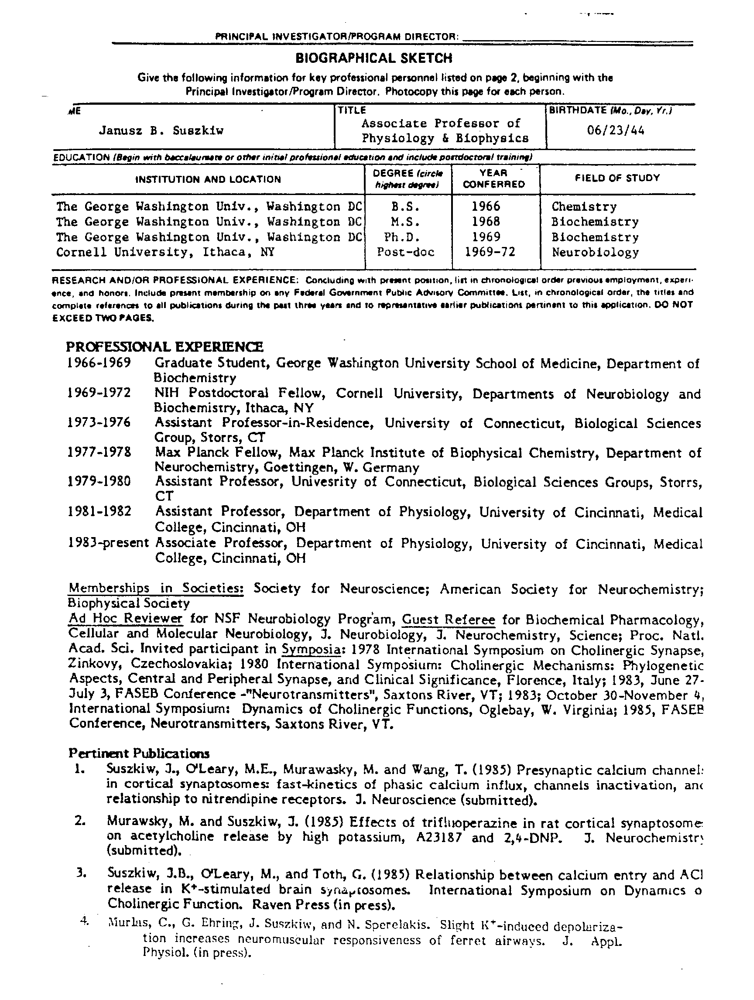 PRINCIPAL INVESTIGATOR/PROGRAM DIRECTOR:
BIOGRAPHICAL SKETCH
Give the following information for key professional personnel listed on page 2, beginning with the
Principal Investigator/Program Director. Photocopy this page for each person.
ME TITLE BIRTHDATE (Mo., Day, Yr.)
Janusz B. Suszkiw Associate Professor of Physiology & Biophysics 06/23/44
EDUCATION (Begin with baccalaureate or other initial professional education and include postdoctoral training)
INSTITUTION AND LOCATION DEGREE (circle highest degree) YEAR CONFERRED FIELD OF STUDY
The George Washington Univ., Washington DC B.S. 1966 Chemistry
The George Washington Univ., Washington DC M.S. 1968 Biochemistry
The George Washington Univ., Washington DC Ph.D. 1969 Biochemistry
Cornell University, Ithaca, NY Post-doc 1969-72 Neurobiology
RESEARCH AND/OR PROFESSIONAL EXPERIENCE: Concluding with present position, list in chronological order previous employment, experi-
ence, and honors. Include present membership on any Federal Government Public Advisory Committee. List, in chronological order, the titles and
complete references to all publications during the past three years and to representative earlier publications pertinent to this application. DO NOT
EXCEED TWO PAGES.
PROFESSIONAL EXPERIENCE
1966-1969 Graduate Student, George Washington University School of Medicine, Department of
Biochemistry
1969-1972 NIH Postdoctoral Fellow, Cornell University, Departments of Neurobiology and
Biochemistry, Ithaca, NY
1973-1976 Assistant Professor-in-Residence, University of Connecticut, Biological Sciences
Group, Storrs, CT
1977-1978 Max Planck Fellow, Max Planck Institute of Biophysical Chemistry, Department of
Neurochemistry, Goettingen, W. Germany
1979-1980 Assistant Professor, Univesrity of Connecticut, Biological Sciences Groups, Storrs,
CT
1981-1982 Assistant Professor, Department of Physiology, University of Cincinnati, Medical
College, Cincinnati, OH
1983-present Associate Professor, Department of Physiology, University of Cincinnati, Medical
College, Cincinnati, OH
Memberships in Societies: Society for Neuroscience; American Society for Neurochemistry;
Biophysical Society
Ad Hoc Reviewer for NSF Neurobiology Program, Guest Referee for Biochemical Pharmacology,
Cellular and Molecular Neurobiology, J. Neurobiology, J. Neurochemistry, Science; Proc. Natl.
Acad. Sci. Invited participant in Symposia: 1978 International Symposium on Cholinergic Synapse,
Zinkovy, Czechoslovakia; 1980 International Symposium: Cholinergic Mechanisms: Phylogenetic
Aspects, Central and Peripheral Synapse, and Clinical Significance, Florence, Italy; 1983, June 27-
July 3, FASEB Conference -"Neurotransmitters", Saxtons River, VT; 1983; October 30-November 4,
International Symposium: Dynamics of Cholinergic Functions, Oglebay, W. Virginia; 1985, FASEB
Conference, Neurotransmitters, Saxtons River, VT.
Pertinent Publications
1. Suszkiw, J., O'Leary, M.E., Murawasky, M. and Wang, T. (1985) Presynaptic calcium channels
in cortical synaptosomes: fast-kinetics of phasic calcium influx, channels inactivation, and
relationship to nitrendipine receptors. J. Neuroscience (submitted).
2. Murawsky, M. and Suszkiw, J. (1985) Effects of trifluoperazine in rat cortical synaptosome
on acetylcholine release by high potassium, A23187 and 2,4-DNP. J. Neurochemistry
(submitted).
3. Suszkiw, J.B., O'Leary, M., and Toth, G. (1985) Relationship between calcium entry and ACl
release in K+-stimulated brain synaptosomes. International Symposium on Dynamics o
Cholinergic Function. Raven Press (in press).
4. Murlas, C., G. Ehring, J. Suszkiw, and N. Sperelakis. Slight K+-induced depolariza-
tion increases neuromuscular responsiveness of ferret airways. J. Appl.
Physiol. (in press).